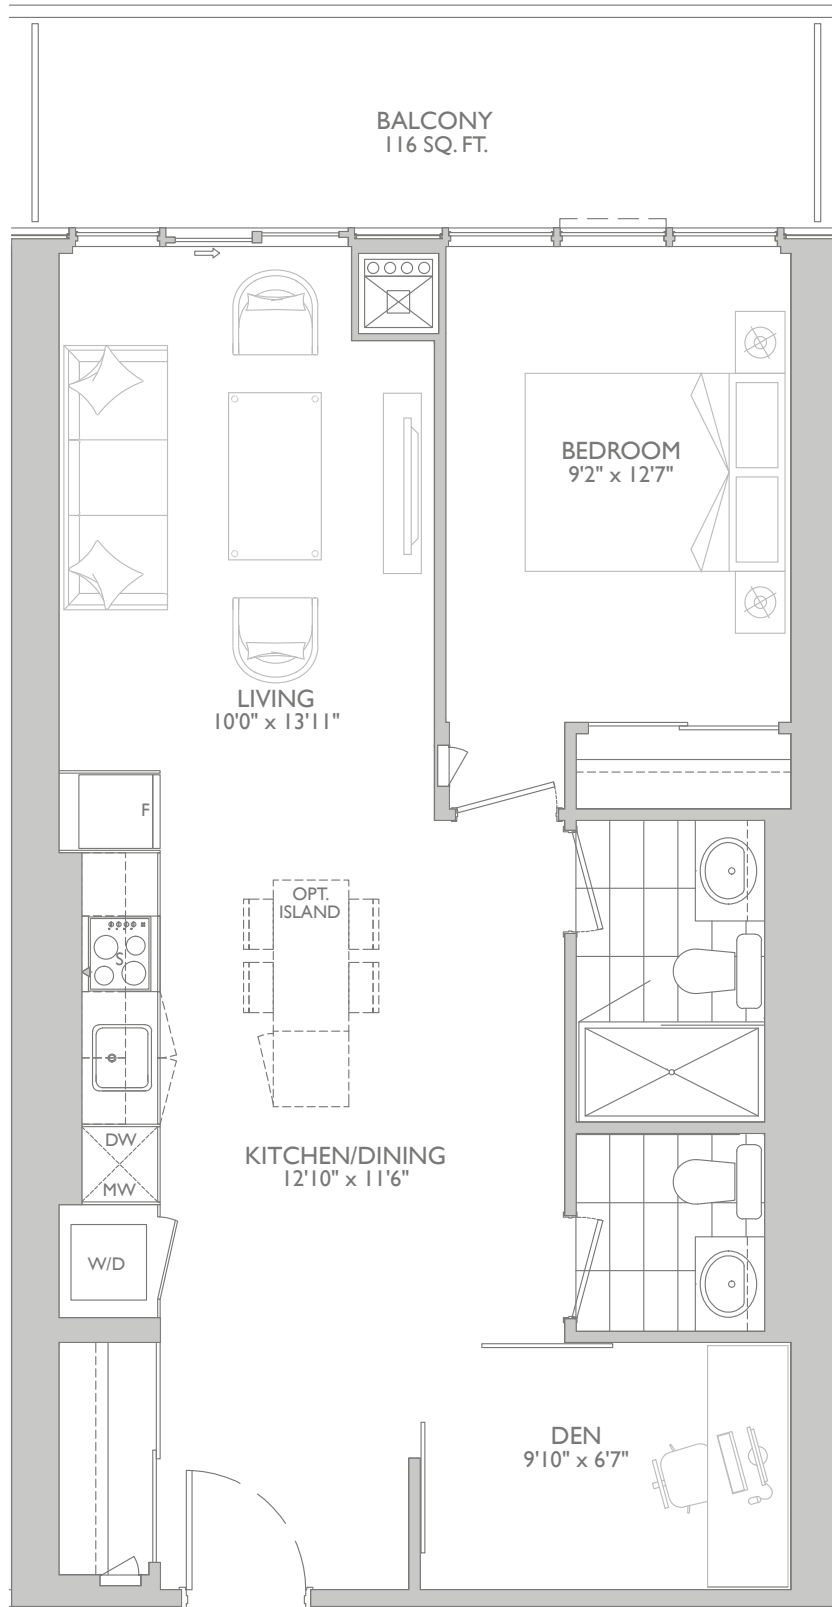 BALCONY
116 SQ. FT.
BEDROOM
9'2" x 12'7"
LIVING
10'0" x 13'11"
F
OPT.
ISLAND
S
DW
MW
KITCHEN/DINING
12'10" x 11'6"
W/D
DEN
9'10" x 6'7"